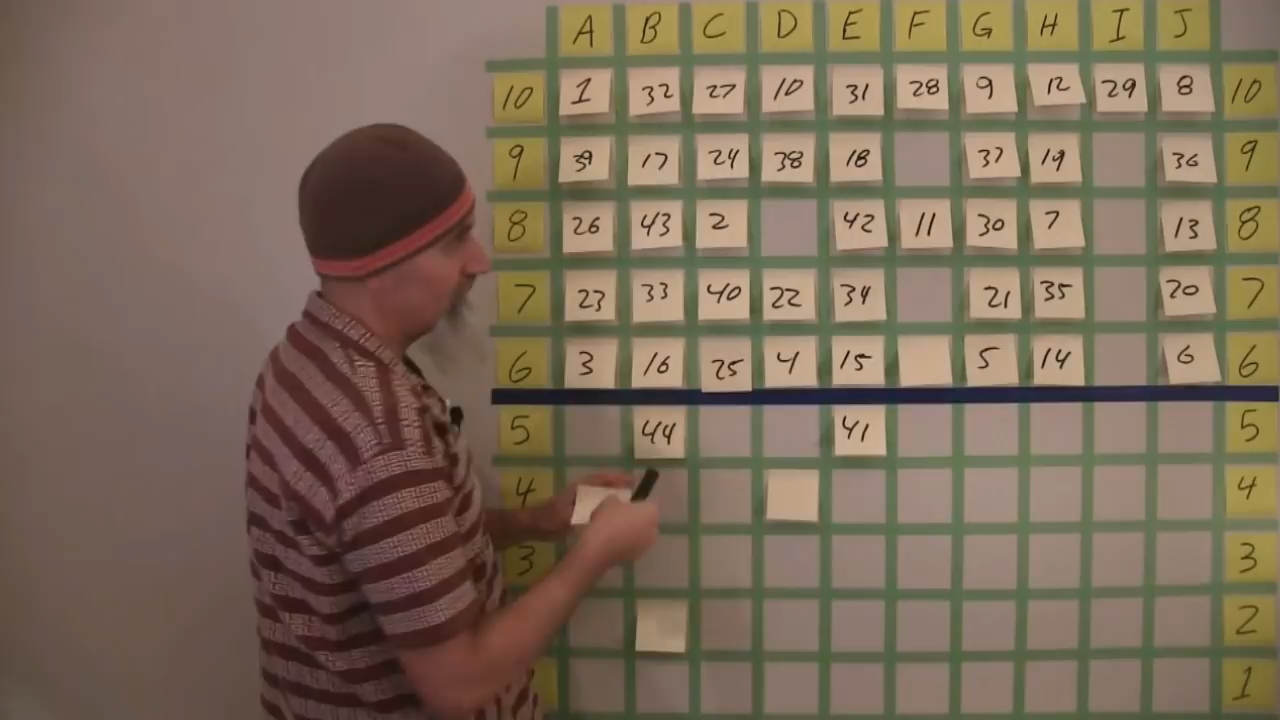 A B C D E F G H I J
10 1 32 27 10 31 28 9 12 29 8 10
9 39 17 24 38 18 37 19 36 9
8 26 43 2 42 11 30 7 13 8
7 23 33 40 22 34 21 35 20 7
6 3 16 25 4 15 5 14 6 6
5 44 41 5
4 4
3 3
2
1